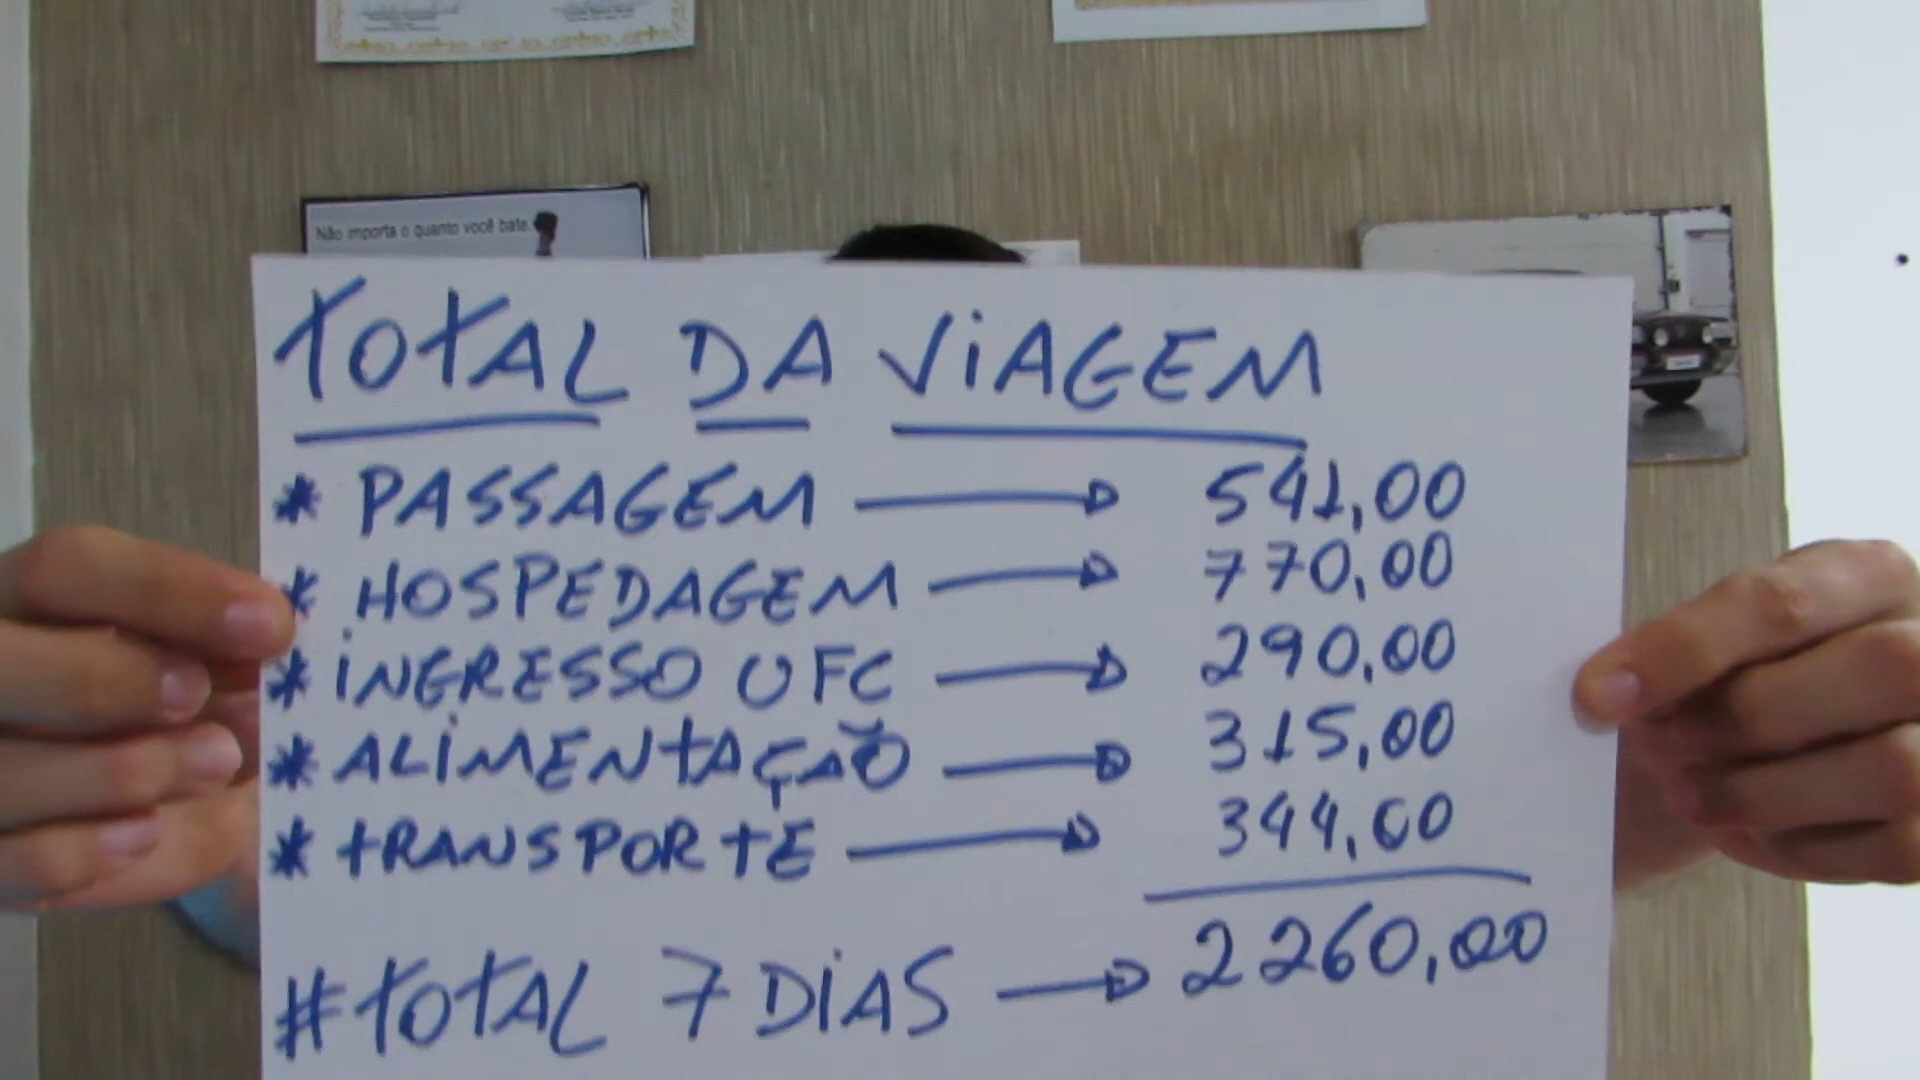 Não importa o quanto você bate.
TOTAL DA VIAGEM
* PASSAGEM → 541,00
* HOSPEDAGEM → 770,00
* INGRESSO UFC → 290,00
* ALIMENTAÇÃO → 315,00
* TRANSPORTE → 344,00
# TOTAL 7 DIAS → 2260,00